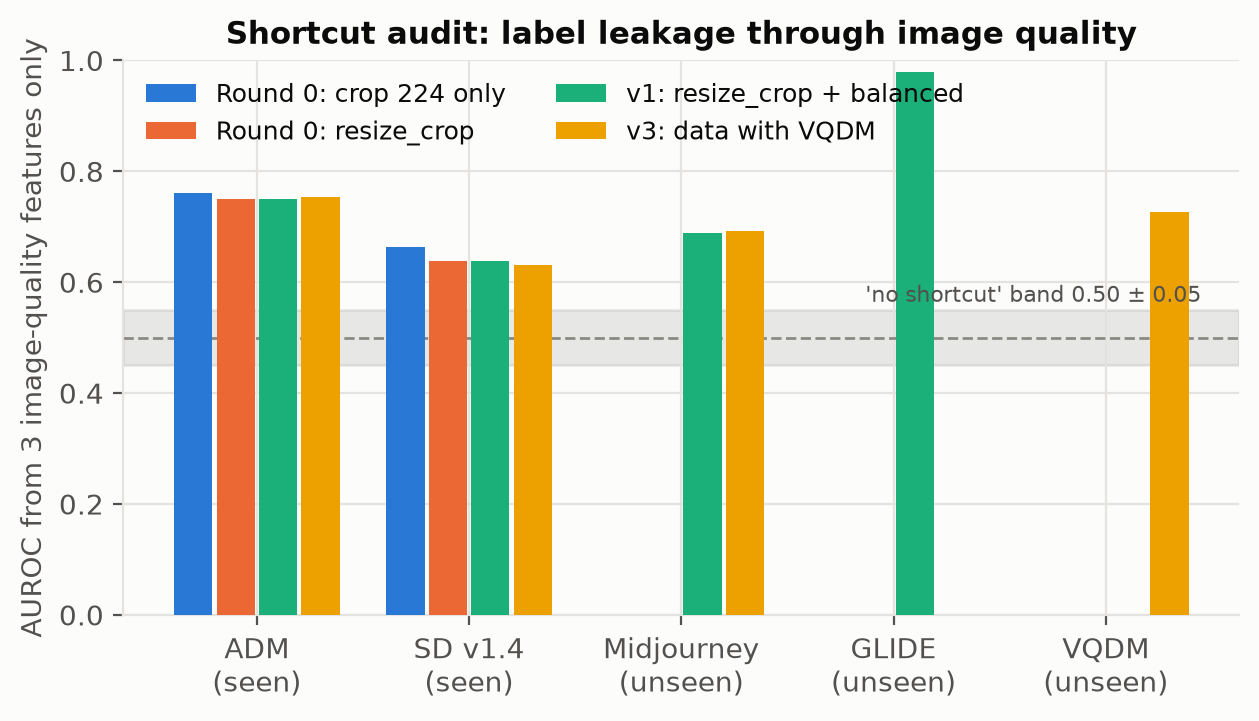 Shortcut audit: label leakage through image quality
AUROC from 3 image-quality features only
1.0
0.8
0.6
0.4
0.2
0.0
Round 0: crop 224 only
Round 0: resize_crop
v1: resize_crop + balanced
v3: data with VQDM
'no shortcut' band 0.50 ± 0.05
ADM
(seen)
SD v1.4
(seen)
Midjourney
(unseen)
GLIDE
(unseen)
VQDM
(unseen)